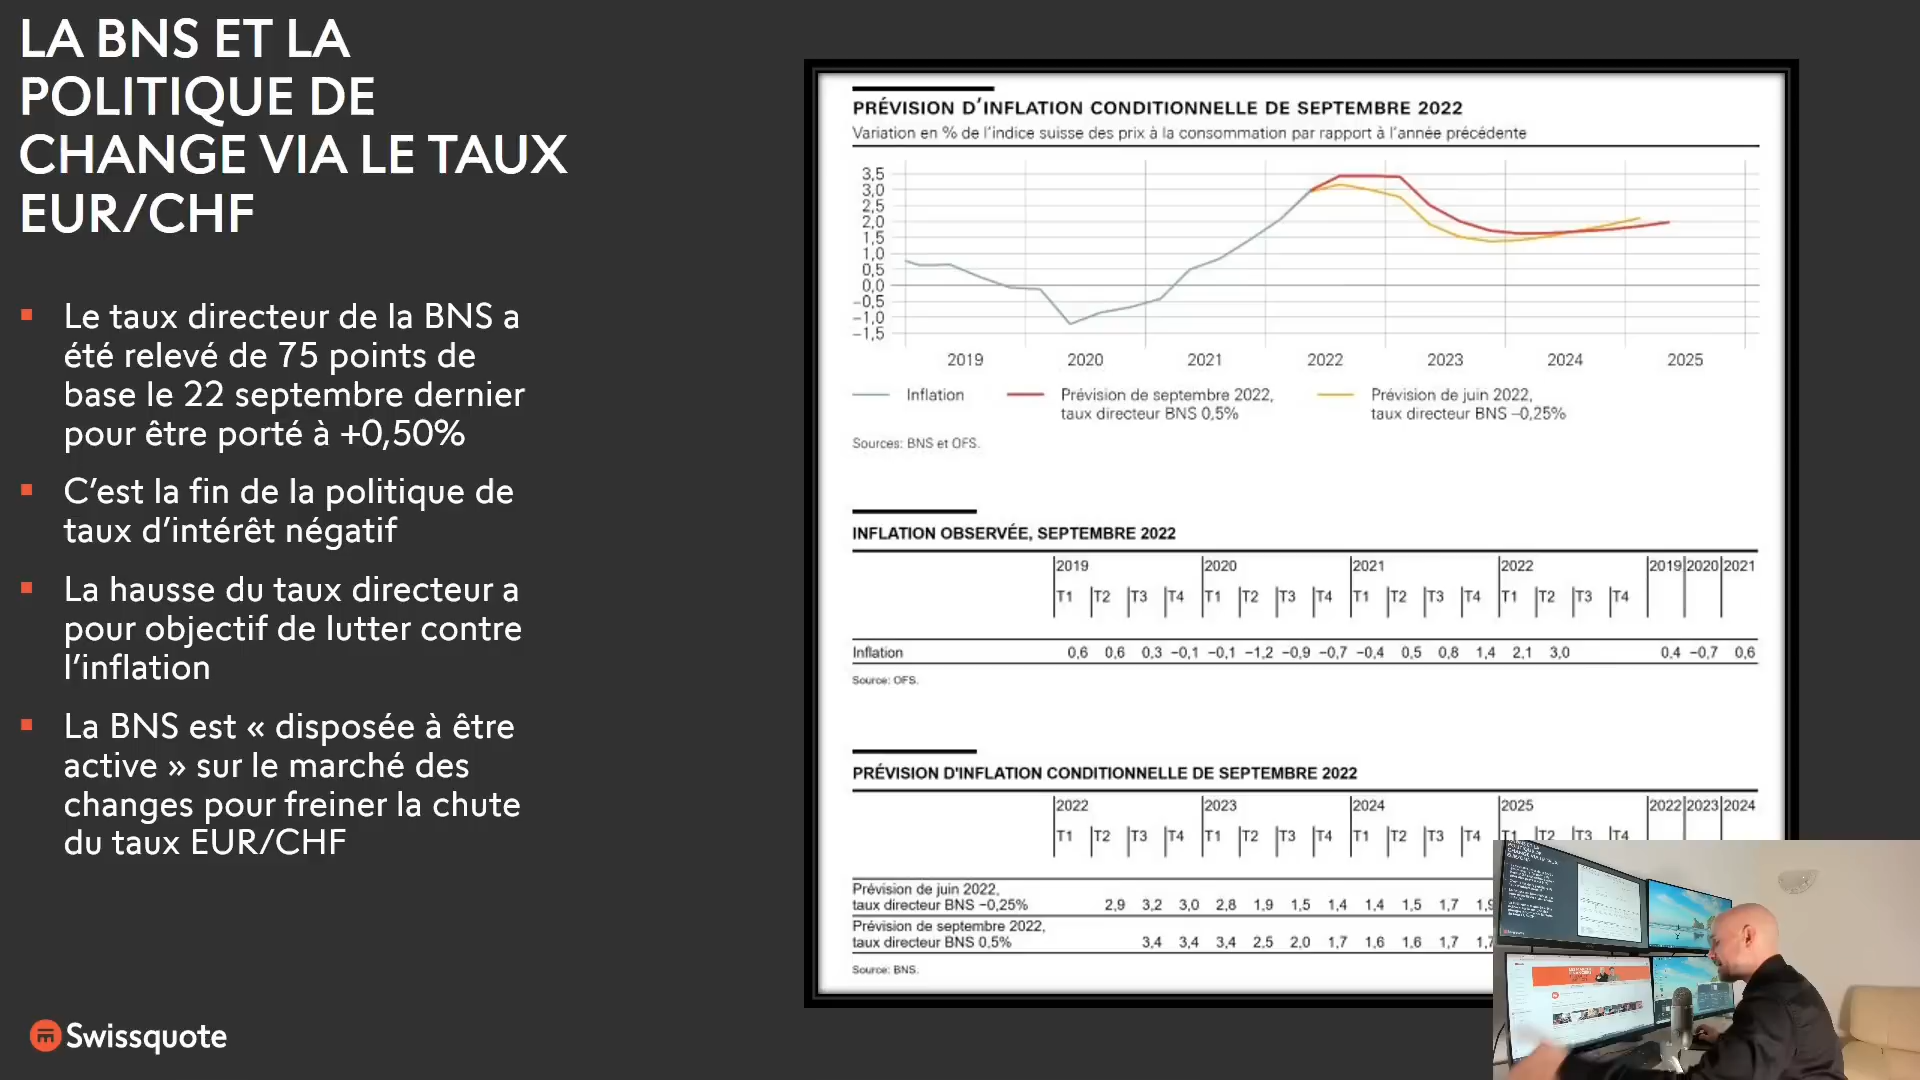 LA BNS ET LA
POLITIQUE DE
CHANGE VIA LE TAUX
EUR/CHF
Le taux directeur de la BNS a
été relevé de 75 points de
base le 22 septembre dernier
pour être porté à +0,50%
C’est la fin de la politique de
taux d’intérêt négatif
La hausse du taux directeur a
pour objectif de lutter contre
l’inflation
La BNS est « disposée à être
active » sur le marché des
changes pour freiner la chute
du taux EUR/CHF
Swissquote
PRÉVISION D’INFLATION CONDITIONNELLE DE SEPTEMBRE 2022
Variation en % de l’indice suisse des prix à la consommation par rapport à l’année précédente
3,5
3,0
2,5
2,0
1,5
1,0
0,5
0,0
−0,5
−1,0
−1,5
2019 2020 2021 2022 2023 2024 2025
Inflation Prévision de septembre 2022, Prévision de juin 2022,
taux directeur BNS 0,5% taux directeur BNS −0,25%
Sources: BNS et OFS.
INFLATION OBSERVÉE, SEPTEMBRE 2022
2019 2020 2021 2022 2019 2020 2021
T1 T2 T3 T4 T1 T2 T3 T4 T1 T2 T3 T4 T1 T2 T3 T4
Inflation 0,6 0,6 0,3 −0,1 −0,1 −1,2 −0,9 −0,7 −0,4 0,5 0,8 1,4 2,1 3,0 0,4 −0,7 0,6
Source: OFS.
PRÉVISION D'INFLATION CONDITIONNELLE DE SEPTEMBRE 2022
2022 2023 2024 2025 2022 2023 2024
T1 T2 T3 T4 T1 T2 T3 T4 T1 T2 T3 T4 T1 T2 T3 T4
Prévision de juin 2022,
taux directeur BNS −0,25% 2,9 3,2 3,0 2,8 1,9 1,5 1,4 1,4 1,5 1,7 1,9
Prévision de septembre 2022,
taux directeur BNS 0,5% 3,4 3,4 3,4 2,5 2,0 1,7 1,6 1,6 1,7 1,7
Source: BNS.